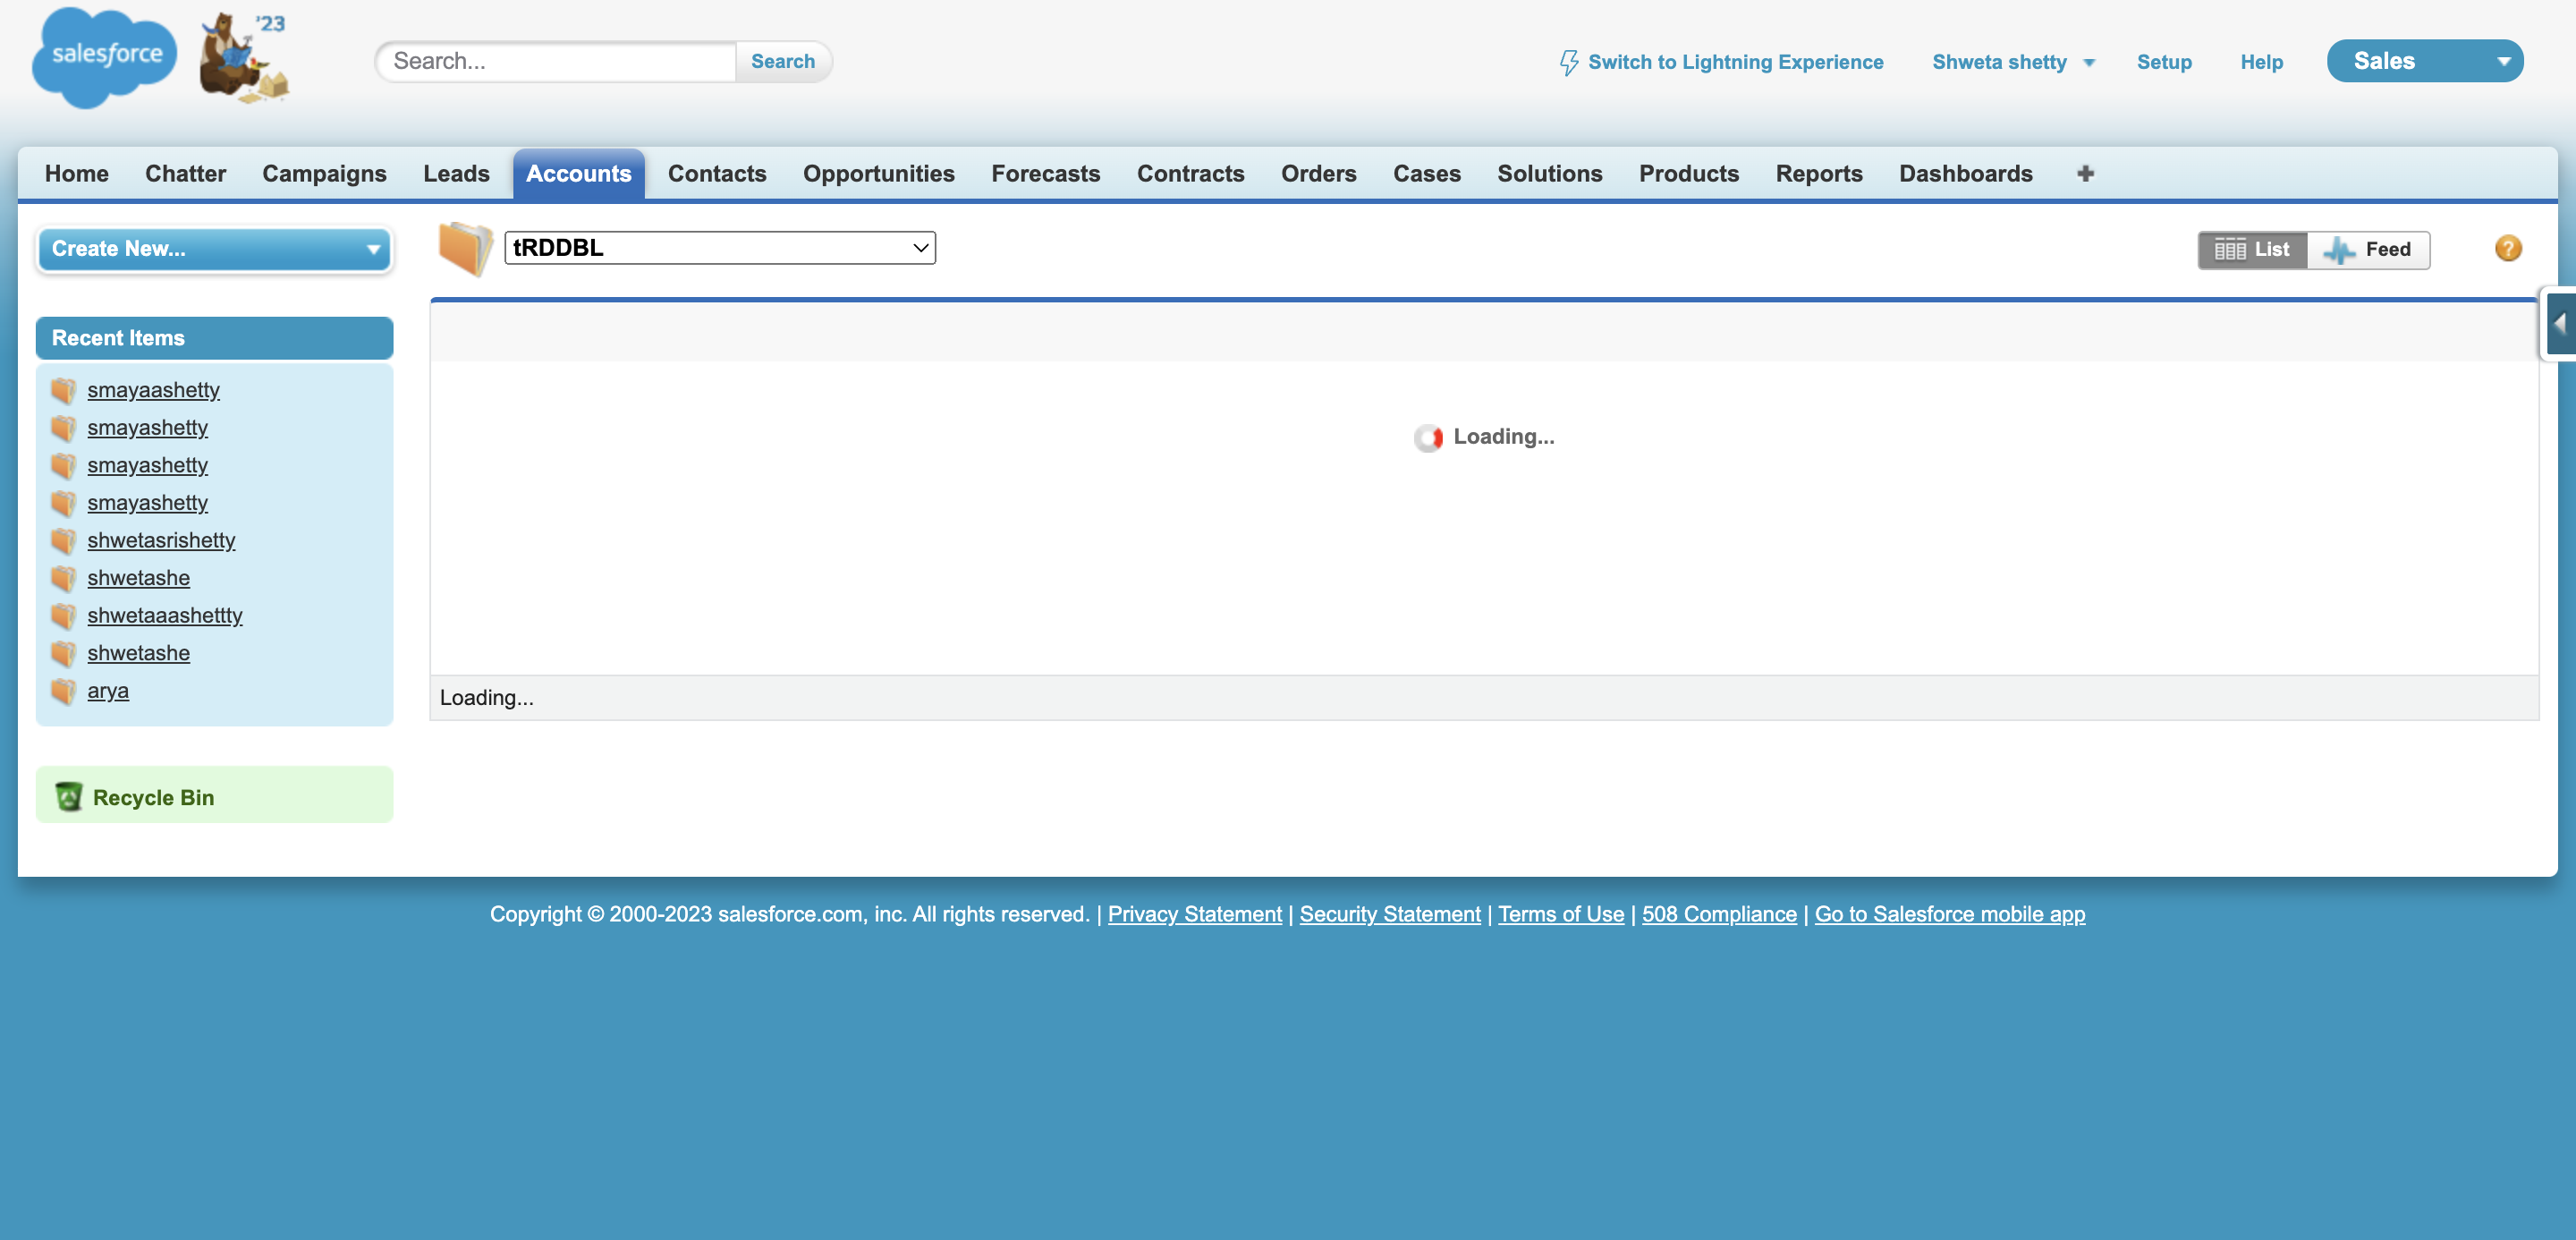 salesforce
'23
Search...
Search
Switch to Lightning Experience
Shweta shetty
Setup
Help
Sales
Home Chatter Campaigns Leads Accounts Contacts Opportunities Forecasts Contracts Orders Cases Solutions Products Reports Dashboards +
Create New...
tRDDBL
List
Feed
?
Recent Items
smayaashetty
smayashetty
smayashetty
smayashetty
shwetasrishetty
shwetashe
shwetaaashettty
shwetashe
arya
Loading...
Loading...
Recycle Bin
Copyright © 2000-2023 salesforce.com, inc. All rights reserved. | Privacy Statement | Security Statement | Terms of Use | 508 Compliance | Go to Salesforce mobile app